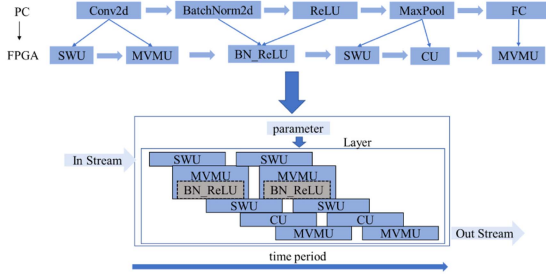 PC Conv2d BatchNorm2d ReLU MaxPool FC
FPGA SWU MVMU BN_ReLU SWU CU MVMU
parameter
Layer
In Stream
SWU SWU
MVMU MVMU
BN_ReLU BN_ReLU
SWU SWU
CU CU
MVMU MVMU
Out Stream
time period